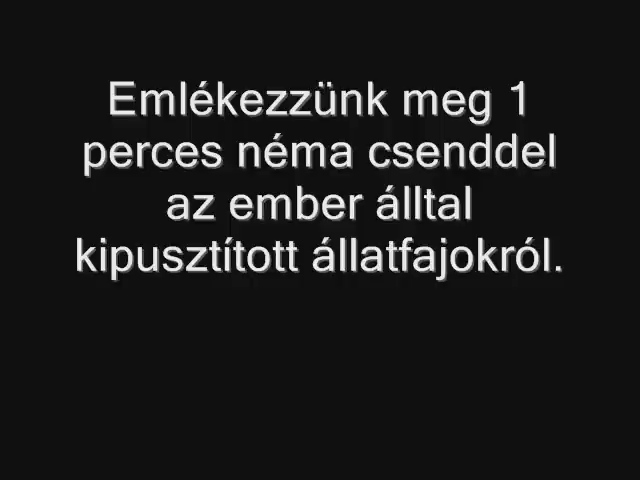 Emlékezzünk meg 1
perces néma csenddel
az ember álltal
kipusztított állatfajokról.